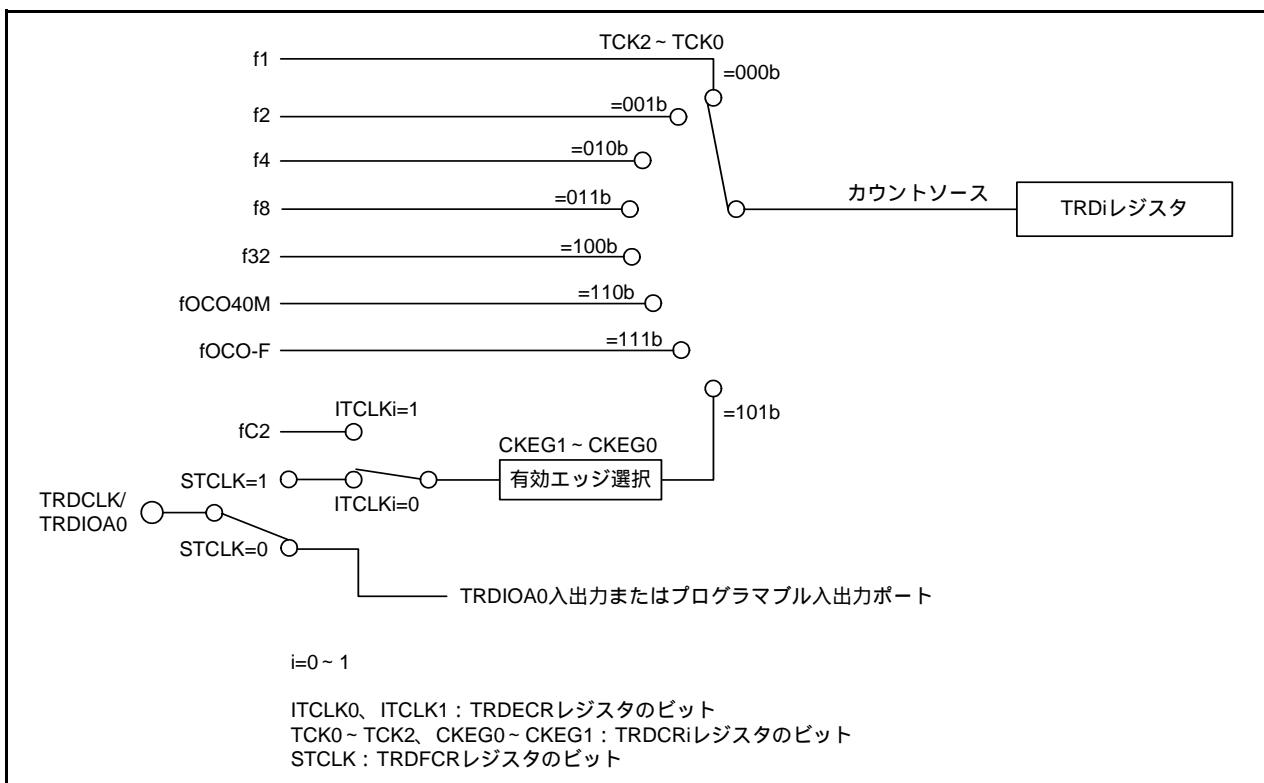 TCK2 ~ TCK0
f1
=000b
f2
=001b
f4
=010b
f8
=011b
カウントソース
TRDiレジスタ
f32
=100b
fOCO40M
=110b
fOCO-F
=111b
=101b
ITCLKi=1
fC2
CKEG1 ~ CKEG0
STCLK=1
有効エッジ選択
ITCLKi=0
TRDCLK/
TRDIOA0
STCLK=0
TRDIOA0入出力またはプログラマブル入出力ポート
i=0 ~ 1
ITCLK0、ITCLK1：TRDECRレジスタのビット
TCK0 ~ TCK2、CKEG0 ~ CKEG1：TRDCRiレジスタのビット
STCLK：TRDFCRレジスタのビット